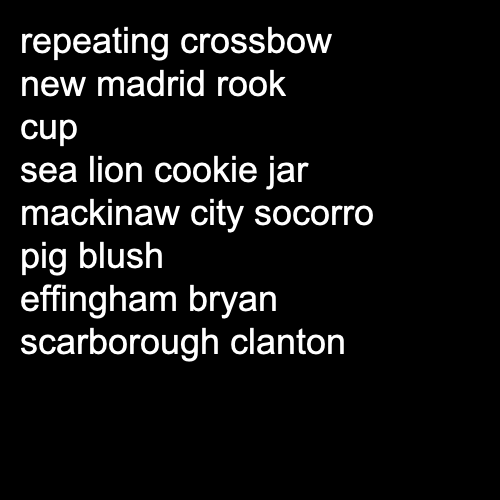 repeating crossbow
new madrid rook
cup
sea lion cookie jar
mackinaw city socorro
pig blush
effingham bryan
scarborough clanton